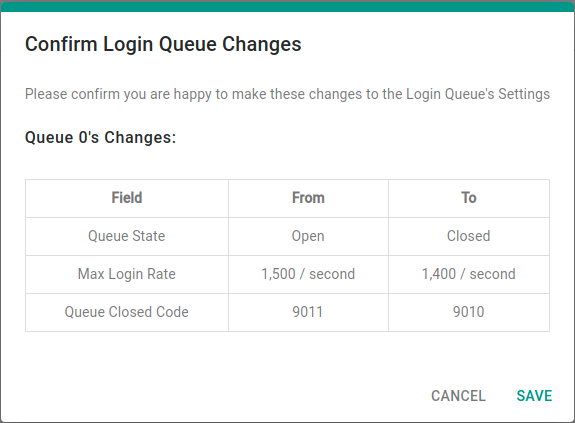 Confirm Login Queue Changes
Please confirm you are happy to make these changes to the Login Queue's Settings
Queue 0's Changes:
Field From To
Queue State Open Closed
Max Login Rate 1,500 / second 1,400 / second
Queue Closed Code 9011 9010
CANCEL SAVE